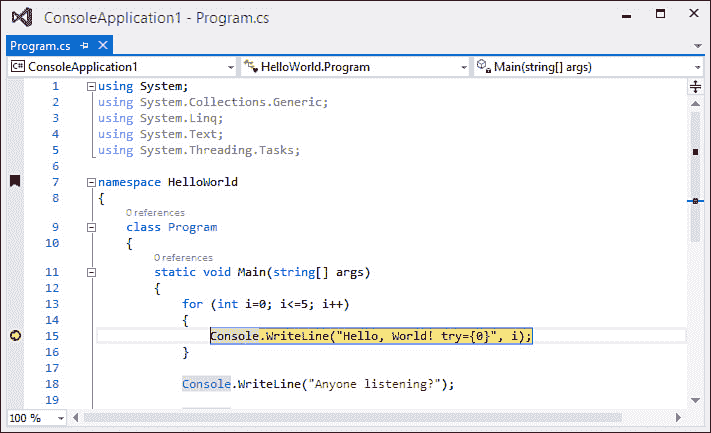 ConsoleApplication1 - Program.cs
Program.cs
C# ConsoleApplication1 HelloWorld.Program Main(string[] args)
1 using System;
2 using System.Collections.Generic;
3 using System.Linq;
4 using System.Text;
5 using System.Threading.Tasks;
6
7 namespace HelloWorld
8 {
0 references
9 class Program
10 {
0 references
11 static void Main(string[] args)
12 {
13 for (int i=0; i<=5; i++)
14 {
15 Console.WriteLine("Hello, World! try={0}", i);
16 }
17
18 Console.WriteLine("Anyone listening?");
19
100 %